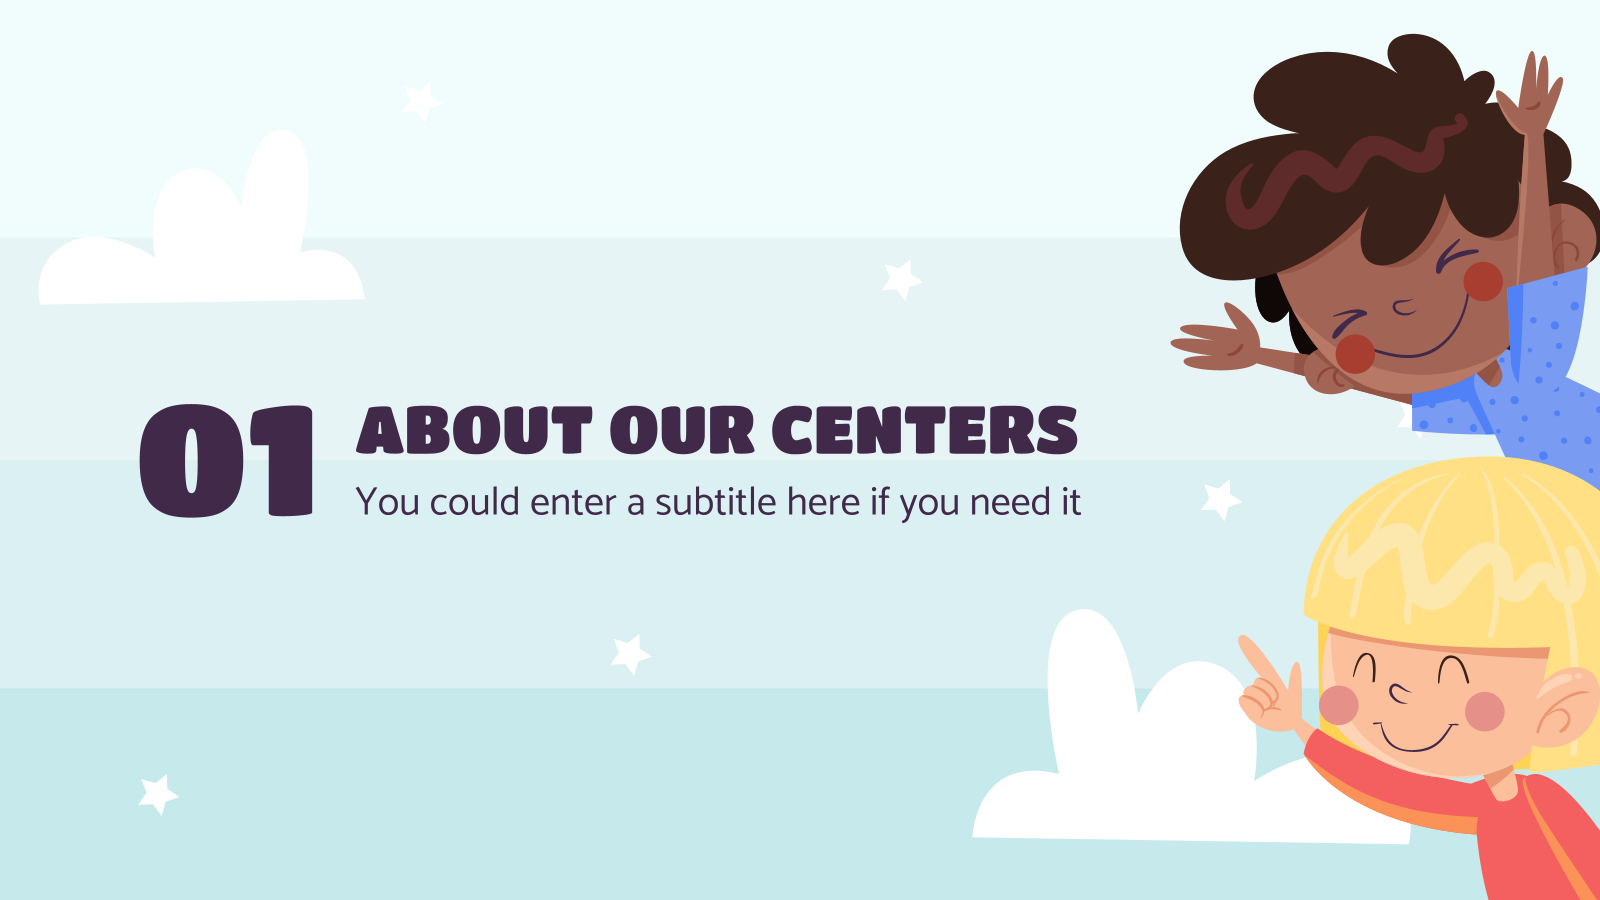 01
ABOUT OUR CENTERS
You could enter a subtitle here if you need it